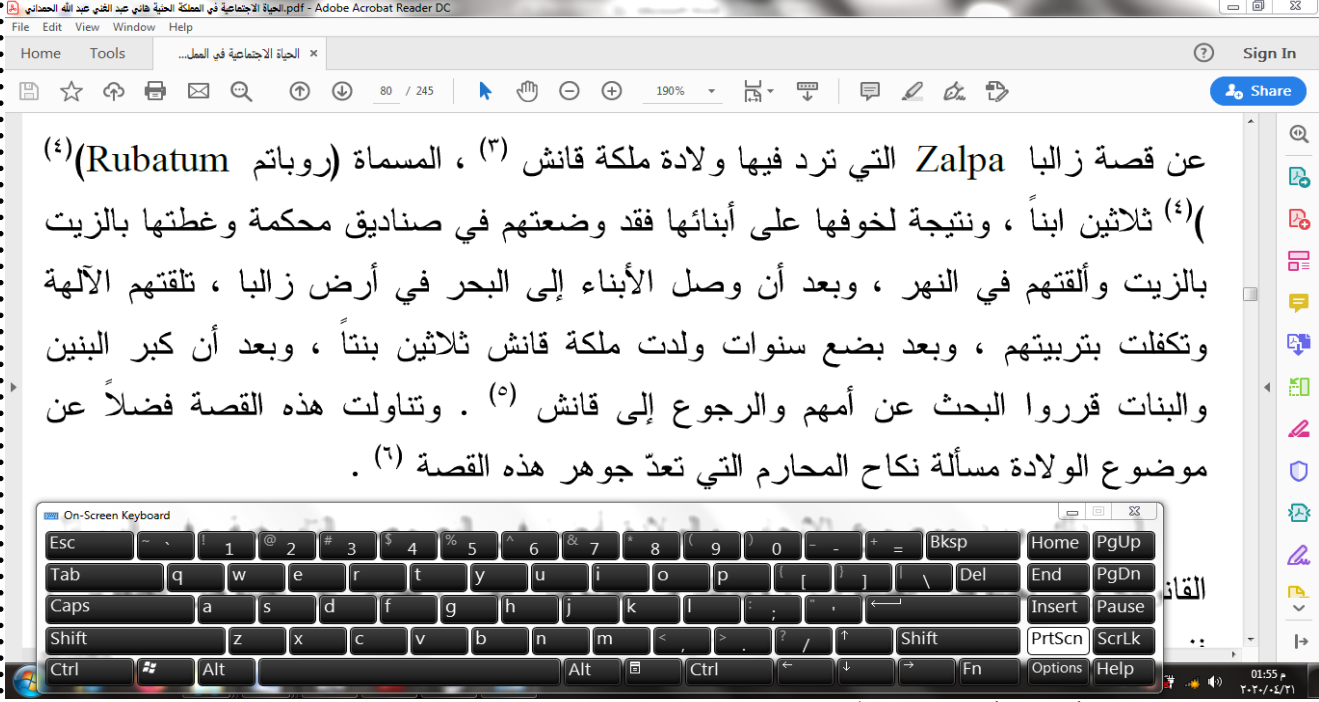 الحياة الاجتماعية في المملكة الحثية هاني عبد الغني عبد الله الحمداني.pdf - Adobe Acrobat Reader DC
File Edit View Window Help
Home Tools الحياة الاجتماعية في الممل... × ? Sign In
80 / 245 190% Share
عن قصة زالبا Zalpa التي ترد فيها ولادة ملكة قانش (٣) ، المسماة (روباتم Rubatum)(٤)
)(٤) ثلاثين ابناً ، ونتيجة لخوفها على أبنائها فقد وضعتهم في صناديق محكمة وغطتها بالزيت
بالزيت وألقتهم في النهر ، وبعد أن وصل الأبناء إلى البحر في أرض زالبا ، تلقتهم الآلهة
وتكفلت بتربيتهم ، وبعد بضع سنوات ولدت ملكة قانش ثلاثين بنتاً ، وبعد أن كبر البنين
والبنات قرروا البحث عن أمهم والرجوع إلى قانش (٥) . وتناولت هذه القصة فضلاً عن
موضوع الولادة مسألة نكاح المحارم التي تعدّ جوهر هذه القصة (٦) .
On-Screen Keyboard
Esc ~ ` ! 1 @ 2 # 3 $ 4 % 5 ^ 6 & 7 * 8 ( 9 ) 0 _ - + = Bksp Home PgUp
Tab q w e r t y u i o p { [ } ] | \ Del End PgDn
Caps a s d f g h j k l : ; " ' Insert Pause
Shift z x c v b n m < , > . ? / ↑ Shift PrtScn ScrLk
Ctrl Alt Alt Ctrl ← ↓ → Fn Options Help
القان
01:55 م
٢٠٢٠/٠٤/٢١